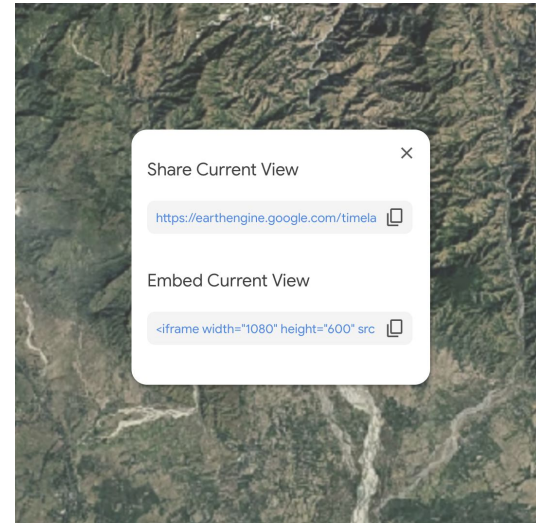 Share Current View
https://earthengine.google.com/timela
Embed Current View
<iframe width="1080" height="600" src